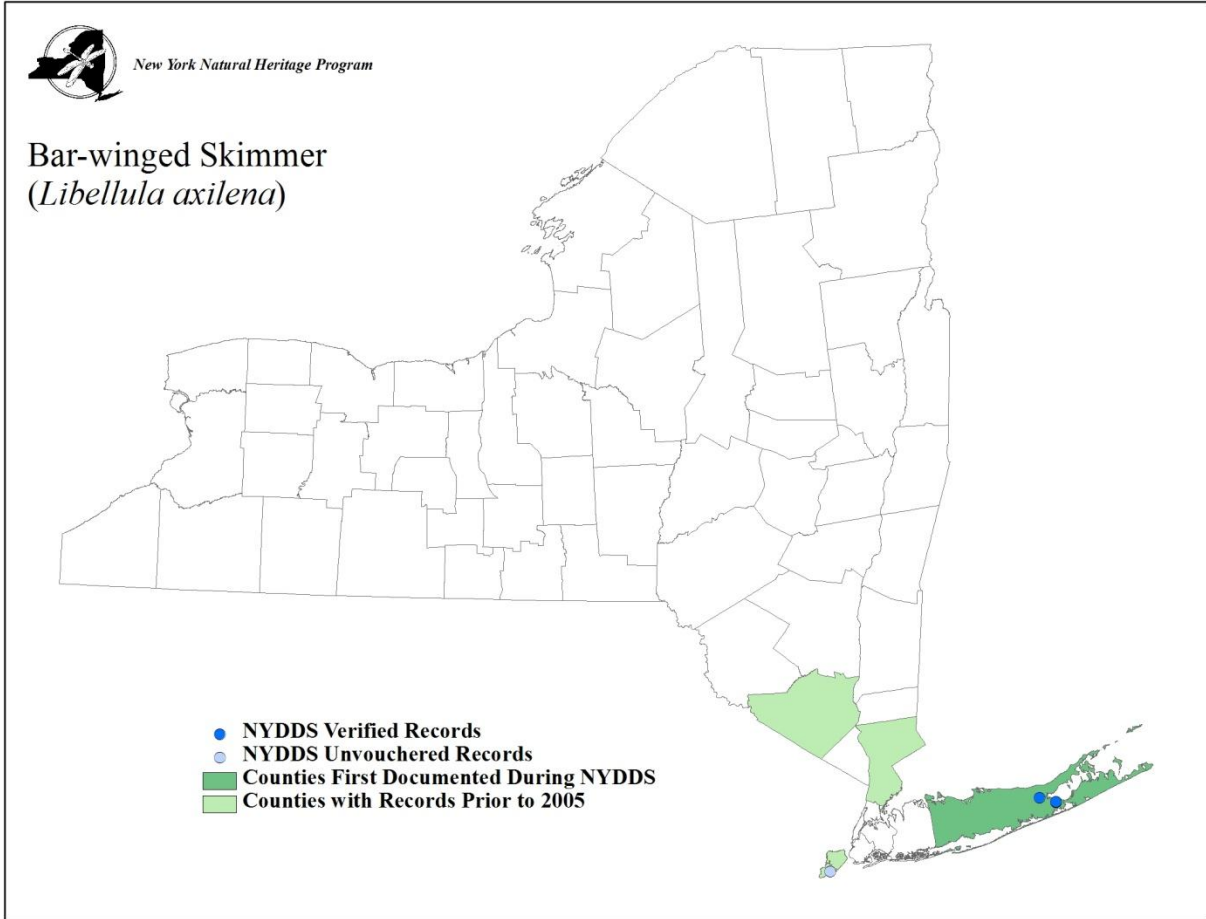 New York Natural Heritage Program
Bar-winged Skimmer
(Libellula axilena)
NYDDS Verified Records
NYDDS Unvouchered Records
Counties First Documented During NYDDS
Counties with Records Prior to 2005